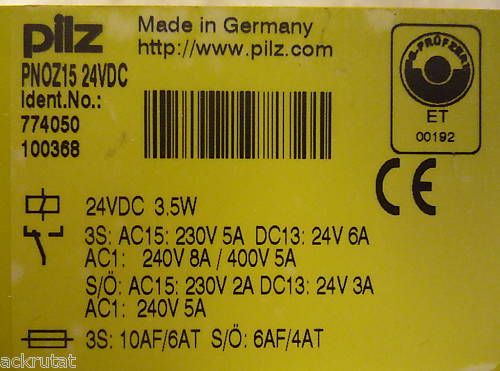 pilz
Made in Germany
http://www.pilz.com
PNOZ15 24VDC
Ident.No.:
774050
100368
BG-PRÜFZERT
ET
00192
CE
24VDC 3.5W
3S: AC15: 230V 5A DC13: 24V 6A
AC1: 240V 8A / 400V 5A
S/Ö: AC15: 230V 2A DC13: 24V 3A
AC1: 240V 5A
3S: 10AF/6AT S/Ö: 6AF/4AT
ackrutat